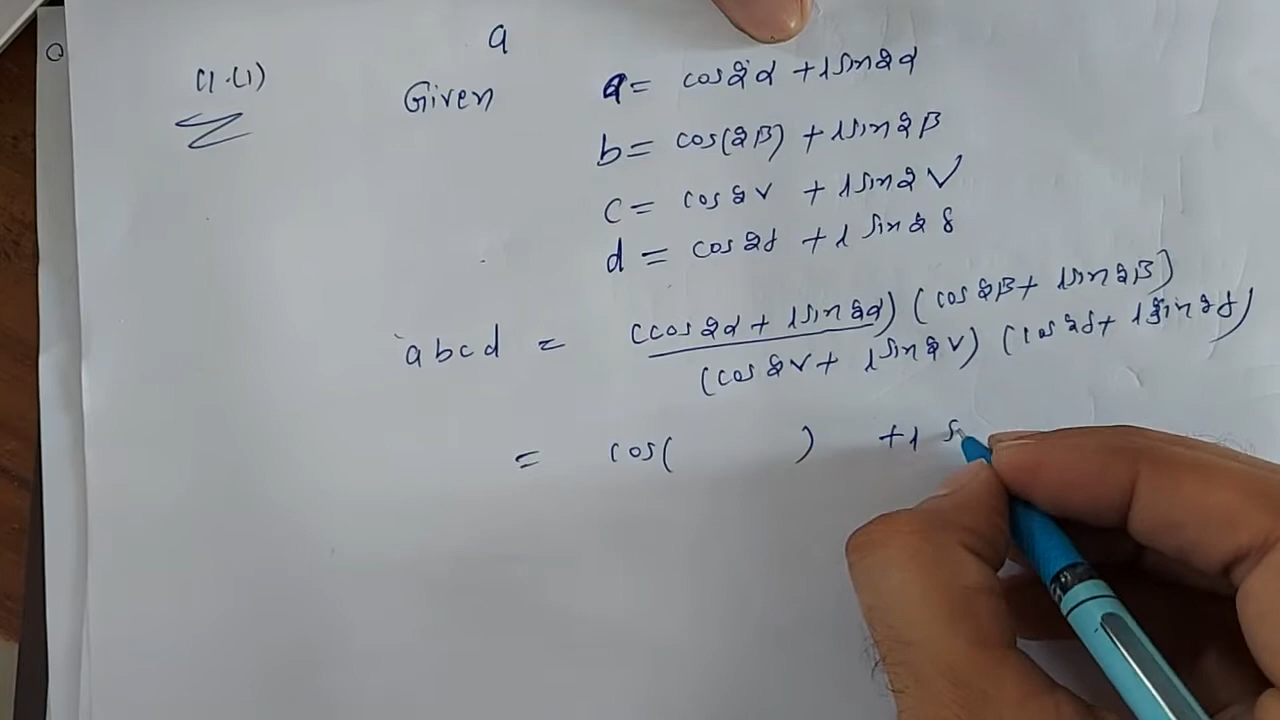 a
(1.(1) Given a = cos2α + isin2α
b = cos(2β) + isin2β
c = cos2γ + isin2γ
d = cos2δ + i sin2δ
abcd = (cos2α + isin2α) (cos2β + isin2β)
(cos2γ + isin2γ) (cos2δ + isin2δ)
= cos( ) + i s